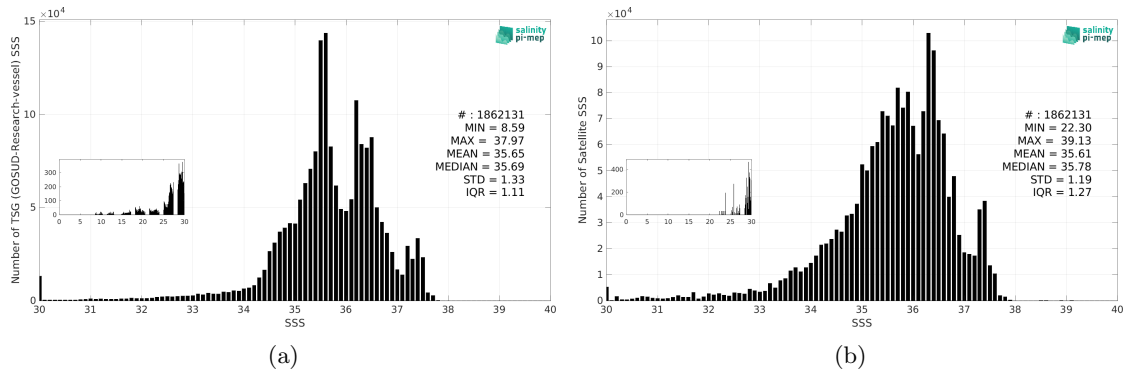 ×10⁴
15
10
5
0
Number of TSG (GOSUD-Research-vessel) SSS
salinity
pi-mep
# : 1862131
MIN = 8.59
MAX = 37.97
MEAN = 35.65
MEDIAN = 35.69
STD = 1.33
IQR = 1.11
300
200
100
0
0 5 10 15 20 25 30
30 31 32 33 34 35 36 37 38 39 40
SSS
(a)
×10⁴
10
9
8
7
6
5
4
3
2
1
0
Number of Satellite SSS
salinity
pi-mep
# : 1862131
MIN = 22.30
MAX = 39.13
MEAN = 35.61
MEDIAN = 35.78
STD = 1.19
IQR = 1.27
400
200
0
0 5 10 15 20 25 30
30 31 32 33 34 35 36 37 38 39 40
SSS
(b)